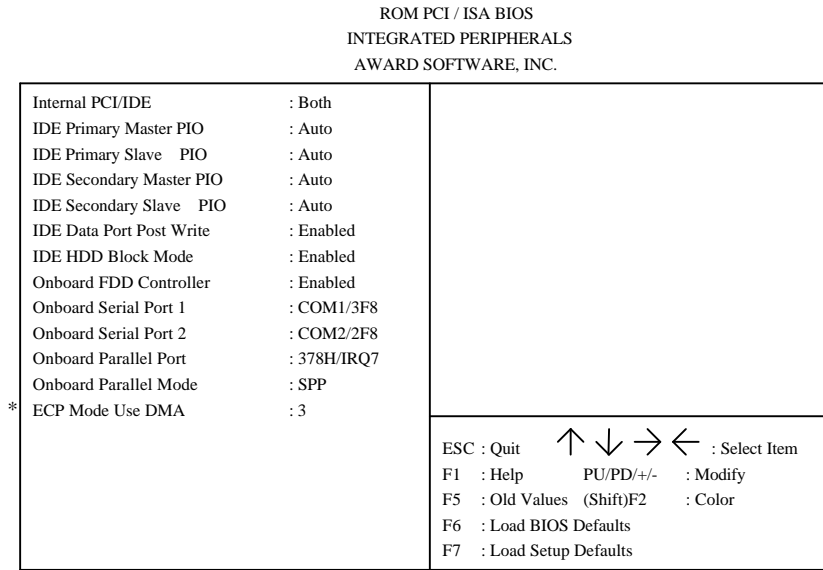 ROM PCI / ISA BIOS
INTEGRATED PERIPHERALS
AWARD SOFTWARE, INC.
Internal PCI/IDE : Both
IDE Primary Master PIO : Auto
IDE Primary Slave PIO : Auto
IDE Secondary Master PIO : Auto
IDE Secondary Slave PIO : Auto
IDE Data Port Post Write : Enabled
IDE HDD Block Mode : Enabled
Onboard FDD Controller : Enabled
Onboard Serial Port 1 : COM1/3F8
Onboard Serial Port 2 : COM2/2F8
Onboard Parallel Port : 378H/IRQ7
Onboard Parallel Mode : SPP
* ECP Mode Use DMA : 3
ESC : Quit ↑ ↓ → ← : Select Item
F1 : Help PU/PD/+/- : Modify
F5 : Old Values (Shift)F2 : Color
F6 : Load BIOS Defaults
F7 : Load Setup Defaults